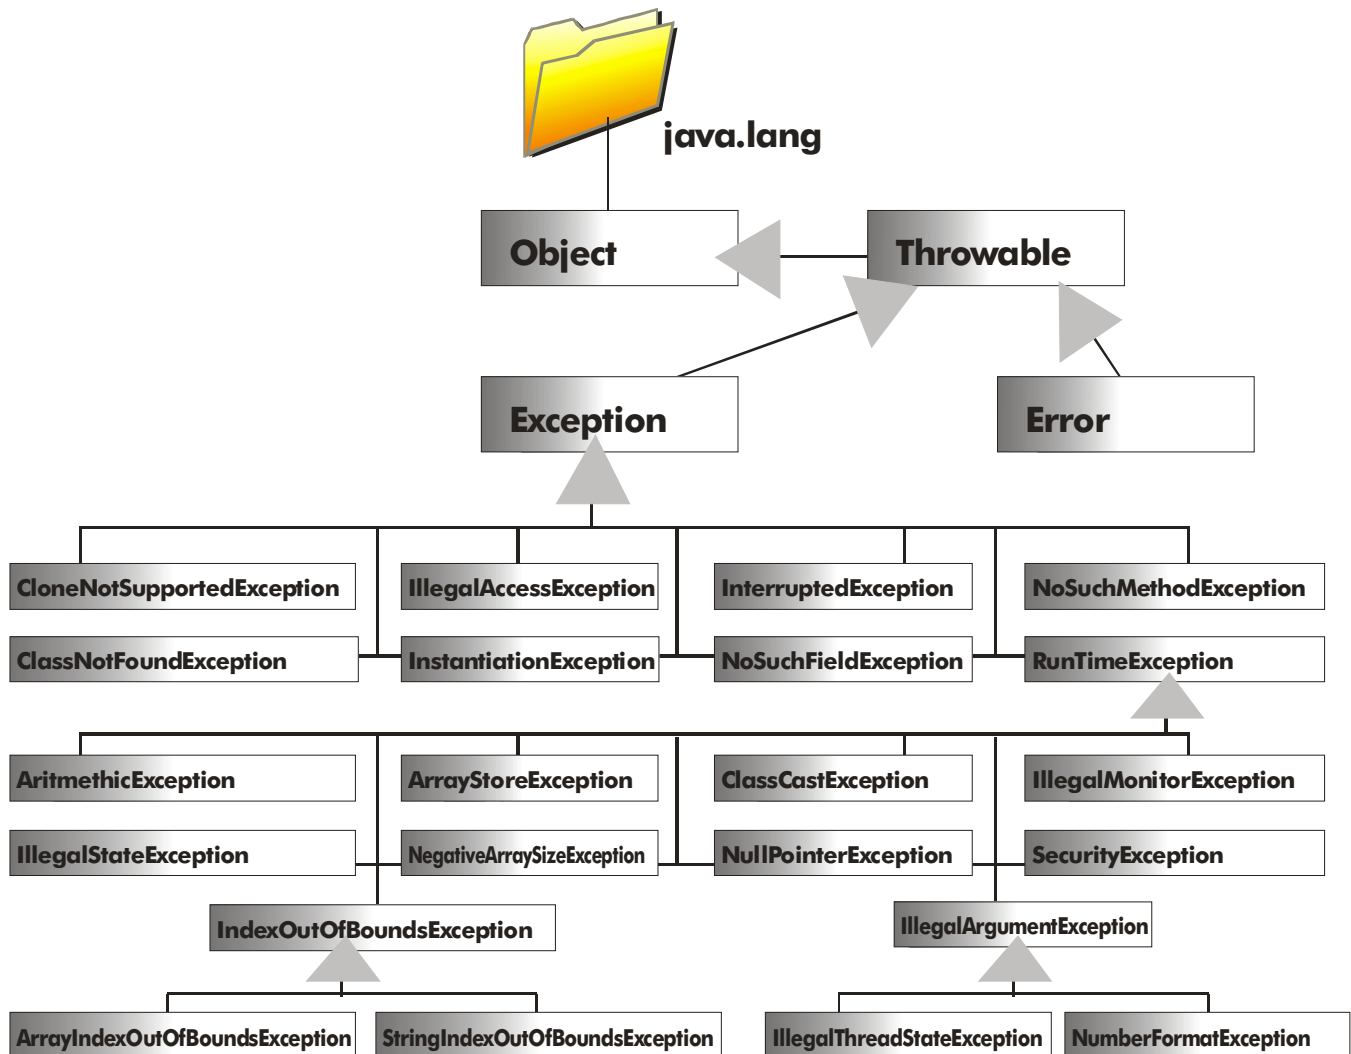 java.lang
Object
Throwable
Exception
Error
CloneNotSupportedException
IllegalAccessException
InterruptedException
NoSuchMethodException
ClassNotFoundException
InstantiationException
NoSuchFieldException
RunTimeException
AritmethicException
ArrayStoreException
ClassCastException
IllegalMonitorException
IllegalStateException
NegativeArraySizeException
NullPointerException
SecurityException
IndexOutOfBoundsException
IllegalArgumentException
ArrayIndexOutOfBoundsException
StringIndexOutOfBoundsException
IllegalThreadStateException
NumberFormatException